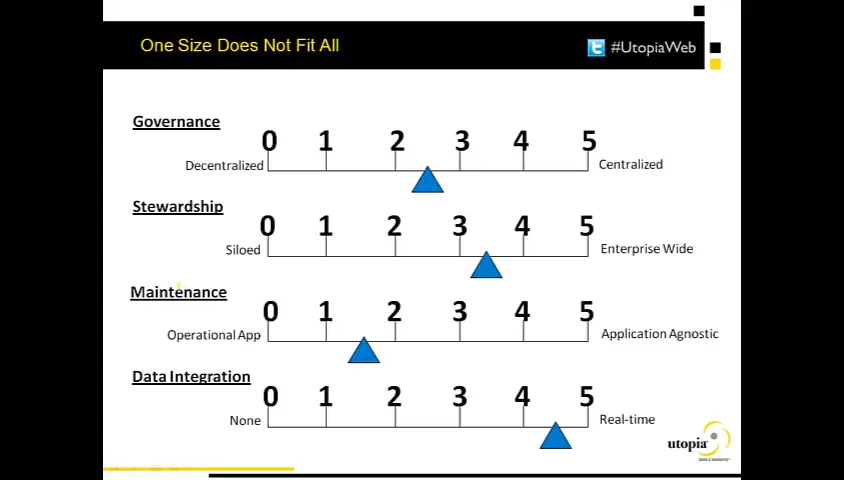 One Size Does Not Fit All
#UtopiaWeb
Governance
0 1 2 3 4 5
Decentralized Centralized
Stewardship
0 1 2 3 4 5
Siloed Enterprise Wide
Maintenance
0 1 2 3 4 5
Operational App Application Agnostic
Data Integration
0 1 2 3 4 5
None Real-time
utopia